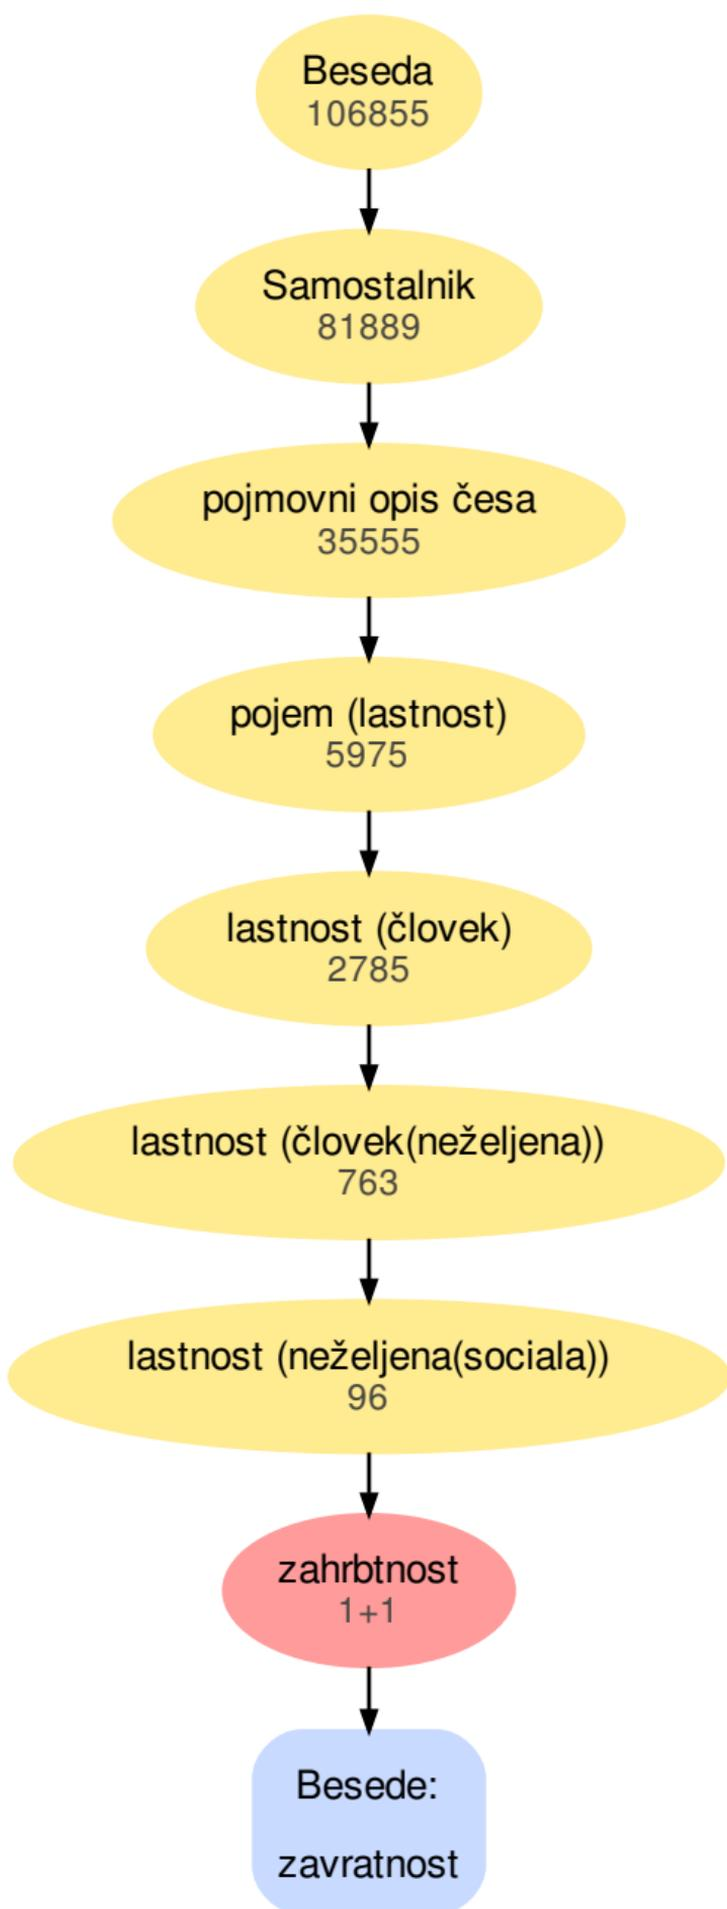 Beseda
106855
Samostalnik
81889
pojmovni opis česa
35555
pojem (lastnost)
5975
lastnost (človek)
2785
lastnost (človek(neželjena))
763
lastnost (neželjena(sociala))
96
zahrbtnost
1+1
Besede:
zavratnost